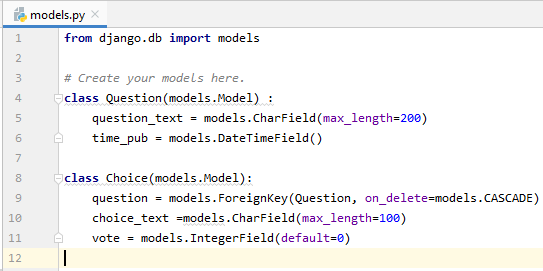 models.py
1 from django.db import models
2
3 # Create your models here.
4 class Question(models.Model) :
5     question_text = models.CharField(max_length=200)
6     time_pub = models.DateTimeField()
7
8 class Choice(models.Model):
9     question = models.ForeignKey(Question, on_delete=models.CASCADE)
10     choice_text =models.CharField(max_length=100)
11     vote = models.IntegerField(default=0)
12